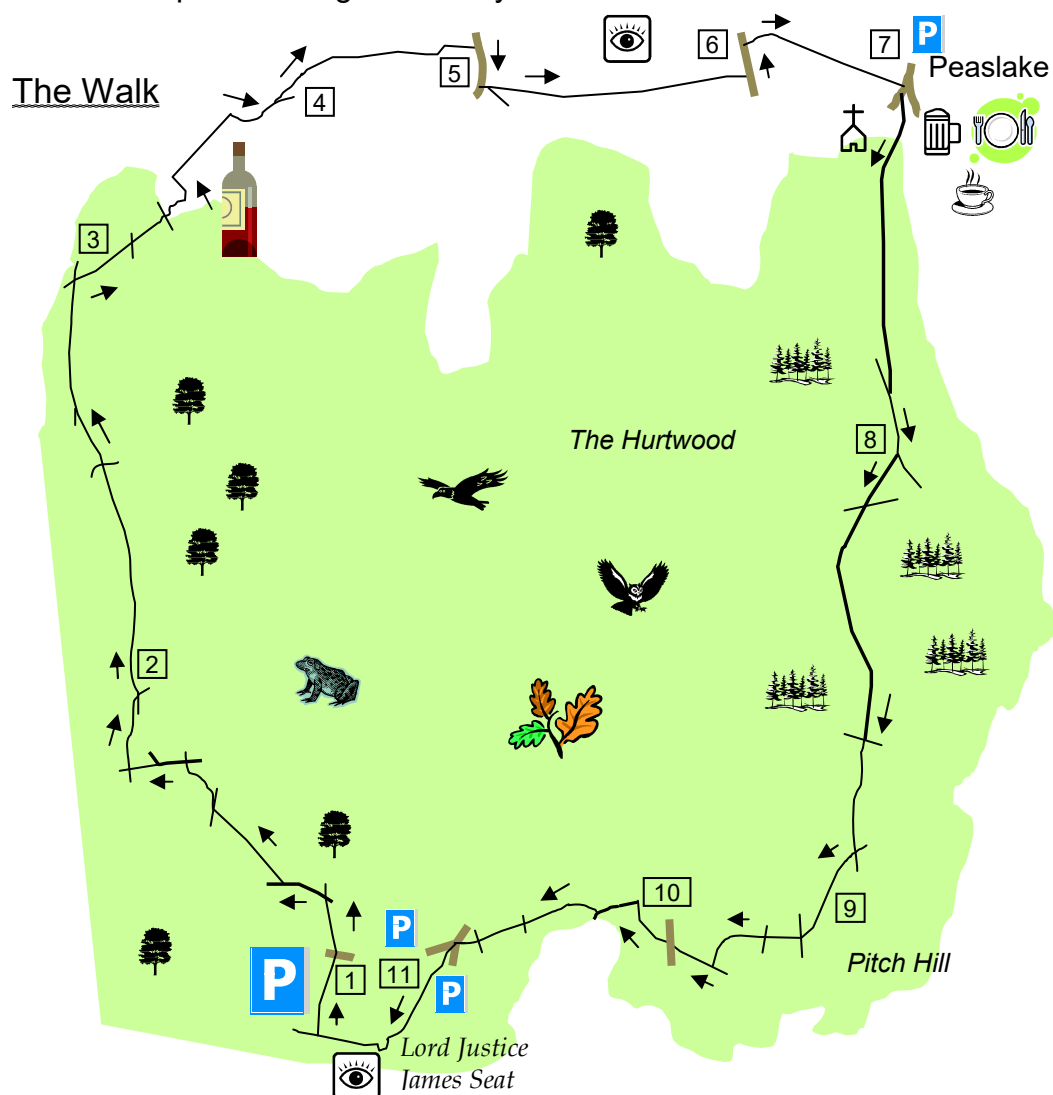 The Walk
5
6
7
P
Peaslake
4
3
The Hurtwood
8
2
10
9
P
P
1
11
P
Pitch Hill
Lord Justice
James Seat